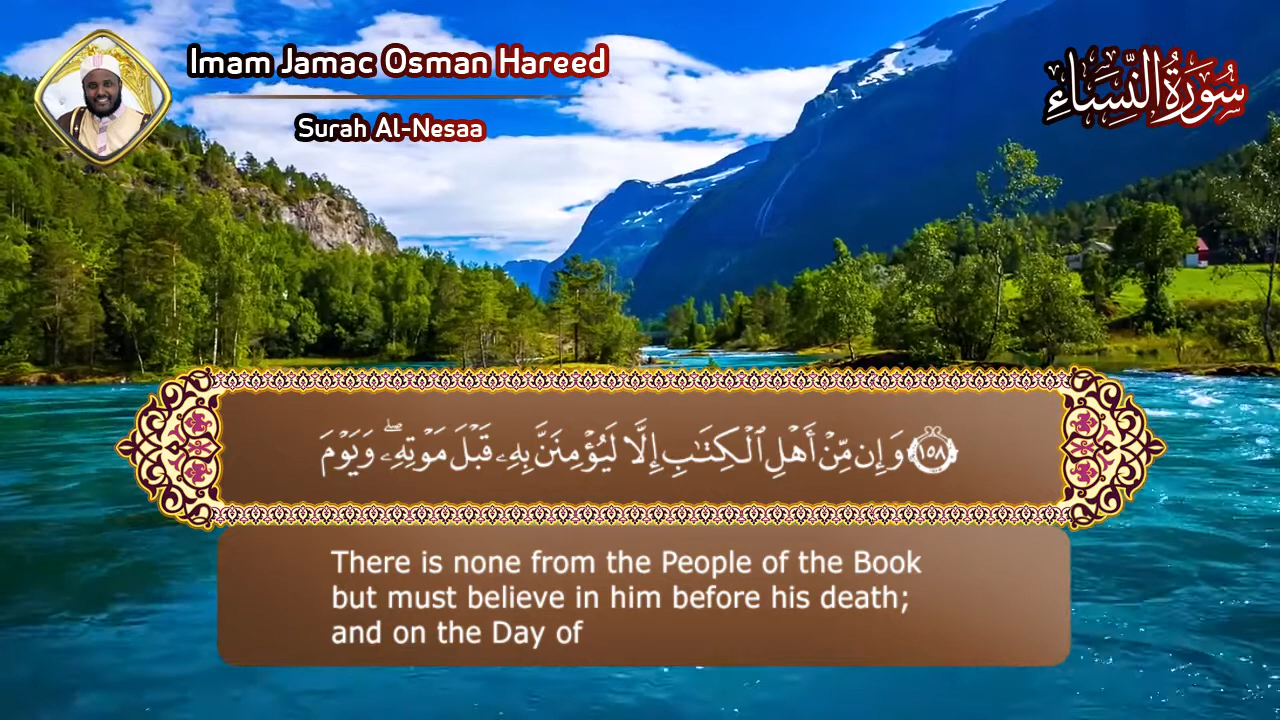 Imam Jamac Osman Hareed
Surah Al-Nesaa
سُورَةُ النِّسَاءِ
١٥٨ وَإِن مِّنْ أَهْلِ ٱلْكِتَٰبِ إِلَّا لَيُؤْمِنَنَّ بِهِۦ قَبْلَ مَوْتِهِۦۖ وَيَوْمَ
There is none from the People of the Book
but must believe in him before his death;
and on the Day of